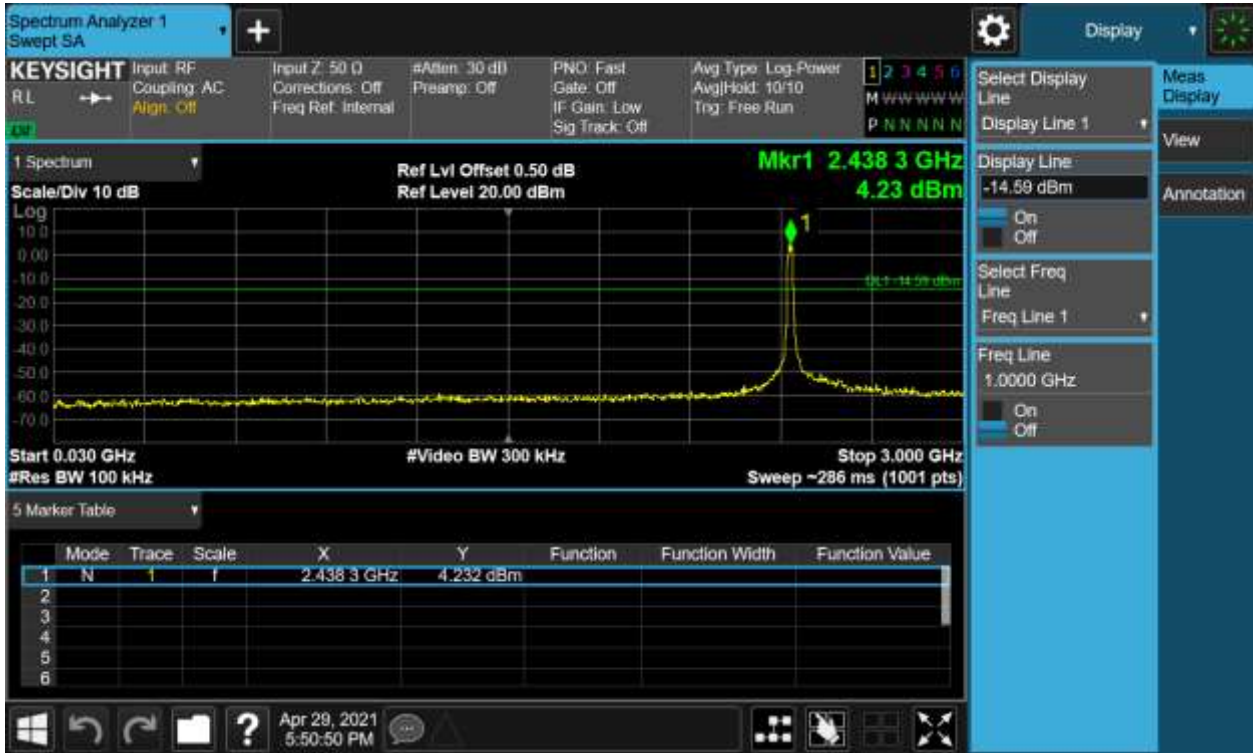 Spectrum Analyzer 1
Swept SA
+
Display
KEYSIGHT
RL
Input: RF
Coupling: AC
Align: Off
Input Z: 50 Ω
Corrections: Off
Freq Ref: Internal
#Atten: 30 dB
Preamp: Off
PNO: Fast
Gate: Off
IF Gain: Low
Sig Track: Off
Avg Type: Log-Power
Avg|Hold: 10/10
Trig: Free Run
1 2 3 4 5 6
M W W W W W
P N N N N N
1 Spectrum
Scale/Div 10 dB
Ref Lvl Offset 0.50 dB
Ref Level 20.00 dBm
Mkr1 2.438 3 GHz
4.23 dBm
Log
10.0
0.00
-10.0
-20.0
-30.0
-40.0
-50.0
-60.0
-70.0
1
DL1 -14.59 dBm
Start 0.030 GHz
#Video BW 300 kHz
Stop 3.000 GHz
#Res BW 100 kHz
Sweep ~286 ms (1001 pts)
5 Marker Table
Mode Trace Scale X Y Function Function Width Function Value
1 N 1 f 2.438 3 GHz 4.232 dBm
2
3
4
5
6
?
Apr 29, 2021
5:50:50 PM
Select Display
Line
Display Line 1
Display Line
-14.59 dBm
On
Off
Select Freq
Line
Freq Line 1
Freq Line
1.0000 GHz
On
Off
Meas
Display
View
Annotation